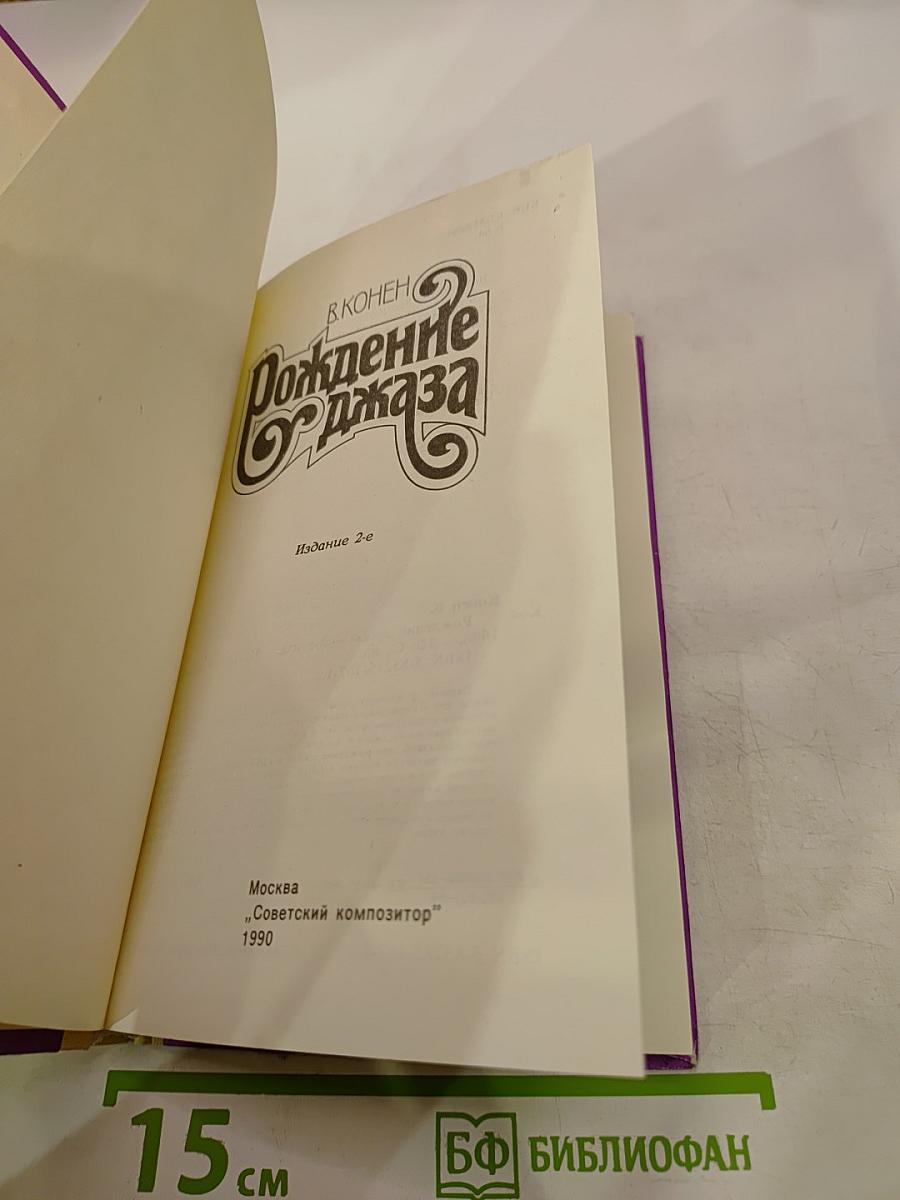 В. КОНЕН
Рождение
джаза
Издание 2-е
Москва
„Советский композитор”
1990
15 см
БФ БИБЛИОФАН